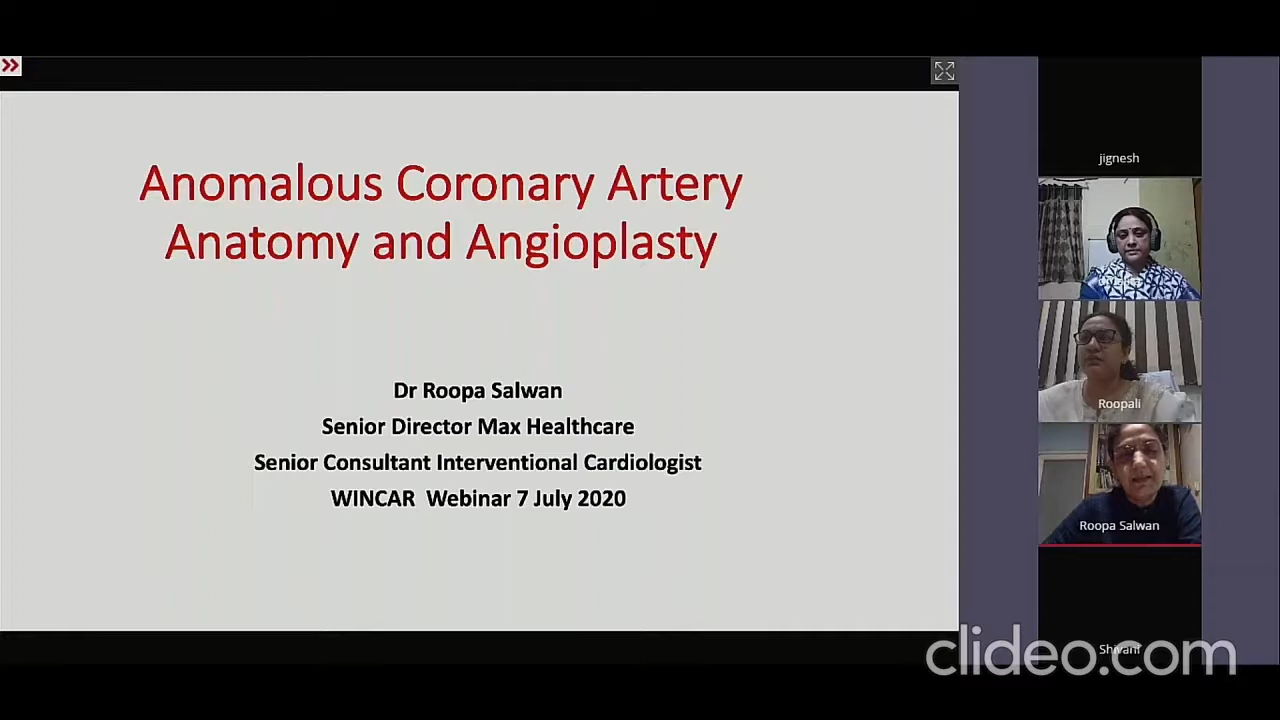 Anomalous Coronary Artery
Anatomy and Angioplasty
Dr Roopa Salwan
Senior Director Max Healthcare
Senior Consultant Interventional Cardiologist
WINCAR Webinar 7 July 2020
jignesh
Roopali
Roopa Salwan
Shivani
clideo.com